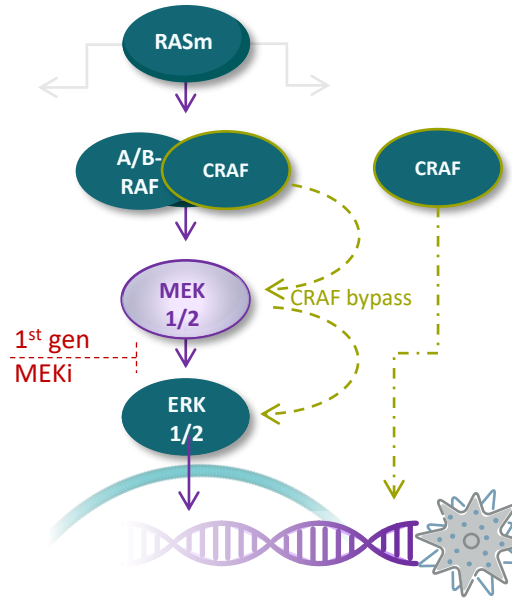 RASm
A/B-
RAF
CRAF
CRAF
MEK
1/2
CRAF bypass
1st gen
MEKi
ERK
1/2